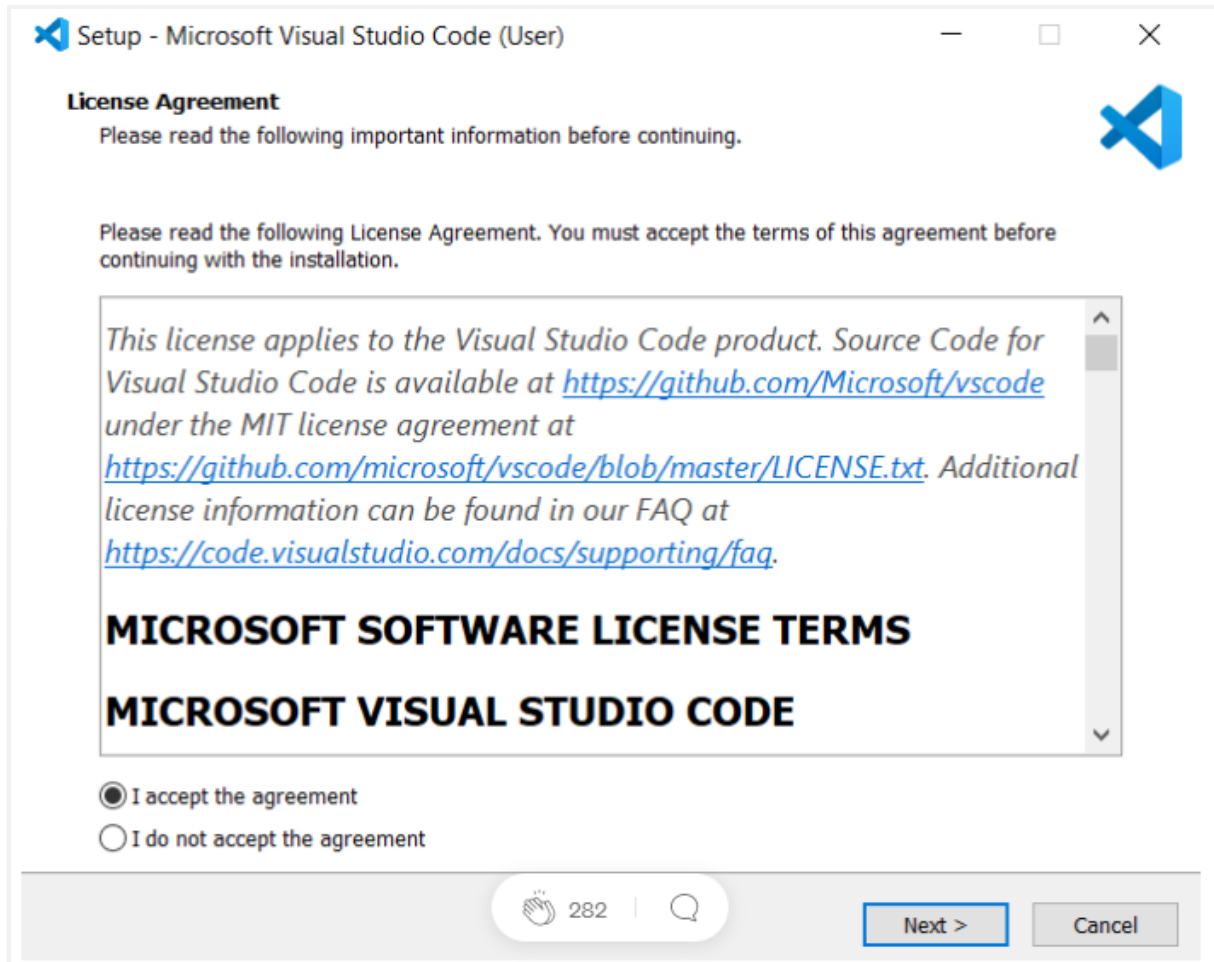 Setup - Microsoft Visual Studio Code (User)
License Agreement
Please read the following important information before continuing.
Please read the following License Agreement. You must accept the terms of this agreement before
continuing with the installation.
This license applies to the Visual Studio Code product. Source Code for
Visual Studio Code is available at https://github.com/Microsoft/vscode
under the MIT license agreement at
https://github.com/microsoft/vscode/blob/master/LICENSE.txt. Additional
license information can be found in our FAQ at
https://code.visualstudio.com/docs/supporting/faq.
MICROSOFT SOFTWARE LICENSE TERMS
MICROSOFT VISUAL STUDIO CODE
I accept the agreement
I do not accept the agreement
282
Next >
Cancel